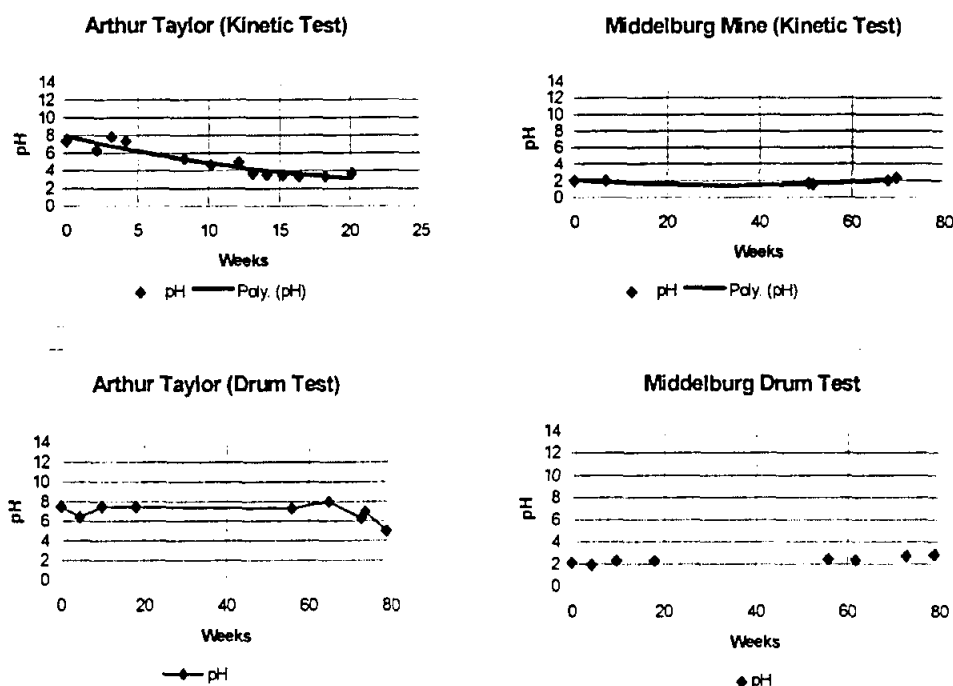 Arthur Taylor (Kinetic Test)
14
12
10
8
6
4
2
0
pH
0 5 10 15 20 25
Weeks
pH Poly. (pH)
Middelburg Mine (Kinetic Test)
14
12
10
8
6
4
2
0
pH
0 20 40 60 80
Weeks
pH Poly. (pH)
Arthur Taylor (Drum Test)
14
12
10
8
6
4
2
0
pH
0 20 40 60 80
Weeks
pH
Middelburg Drum Test
14
12
10
8
6
4
2
0
pH
0 20 40 60 80
Weeks
pH